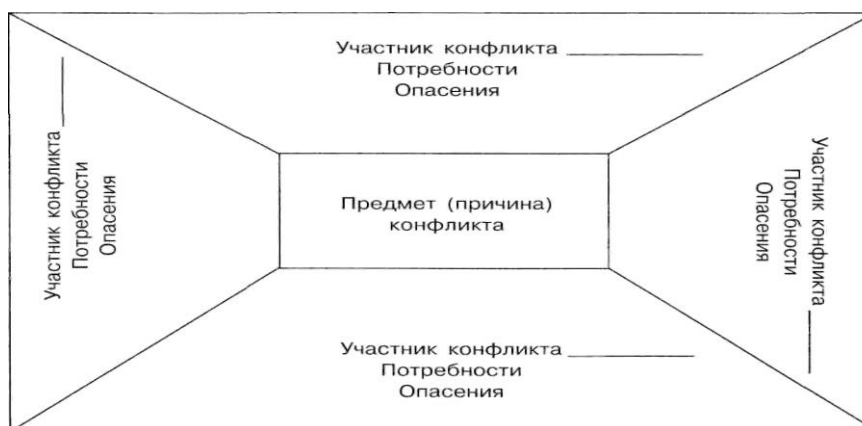 Участник конфликта ____________
Потребности
Опасения
Участник конфликта ______
Потребности
Опасения
Предмет (причина)
конфликта
Участник конфликта ______
Потребности
Опасения
Участник конфликта ____________
Потребности
Опасения